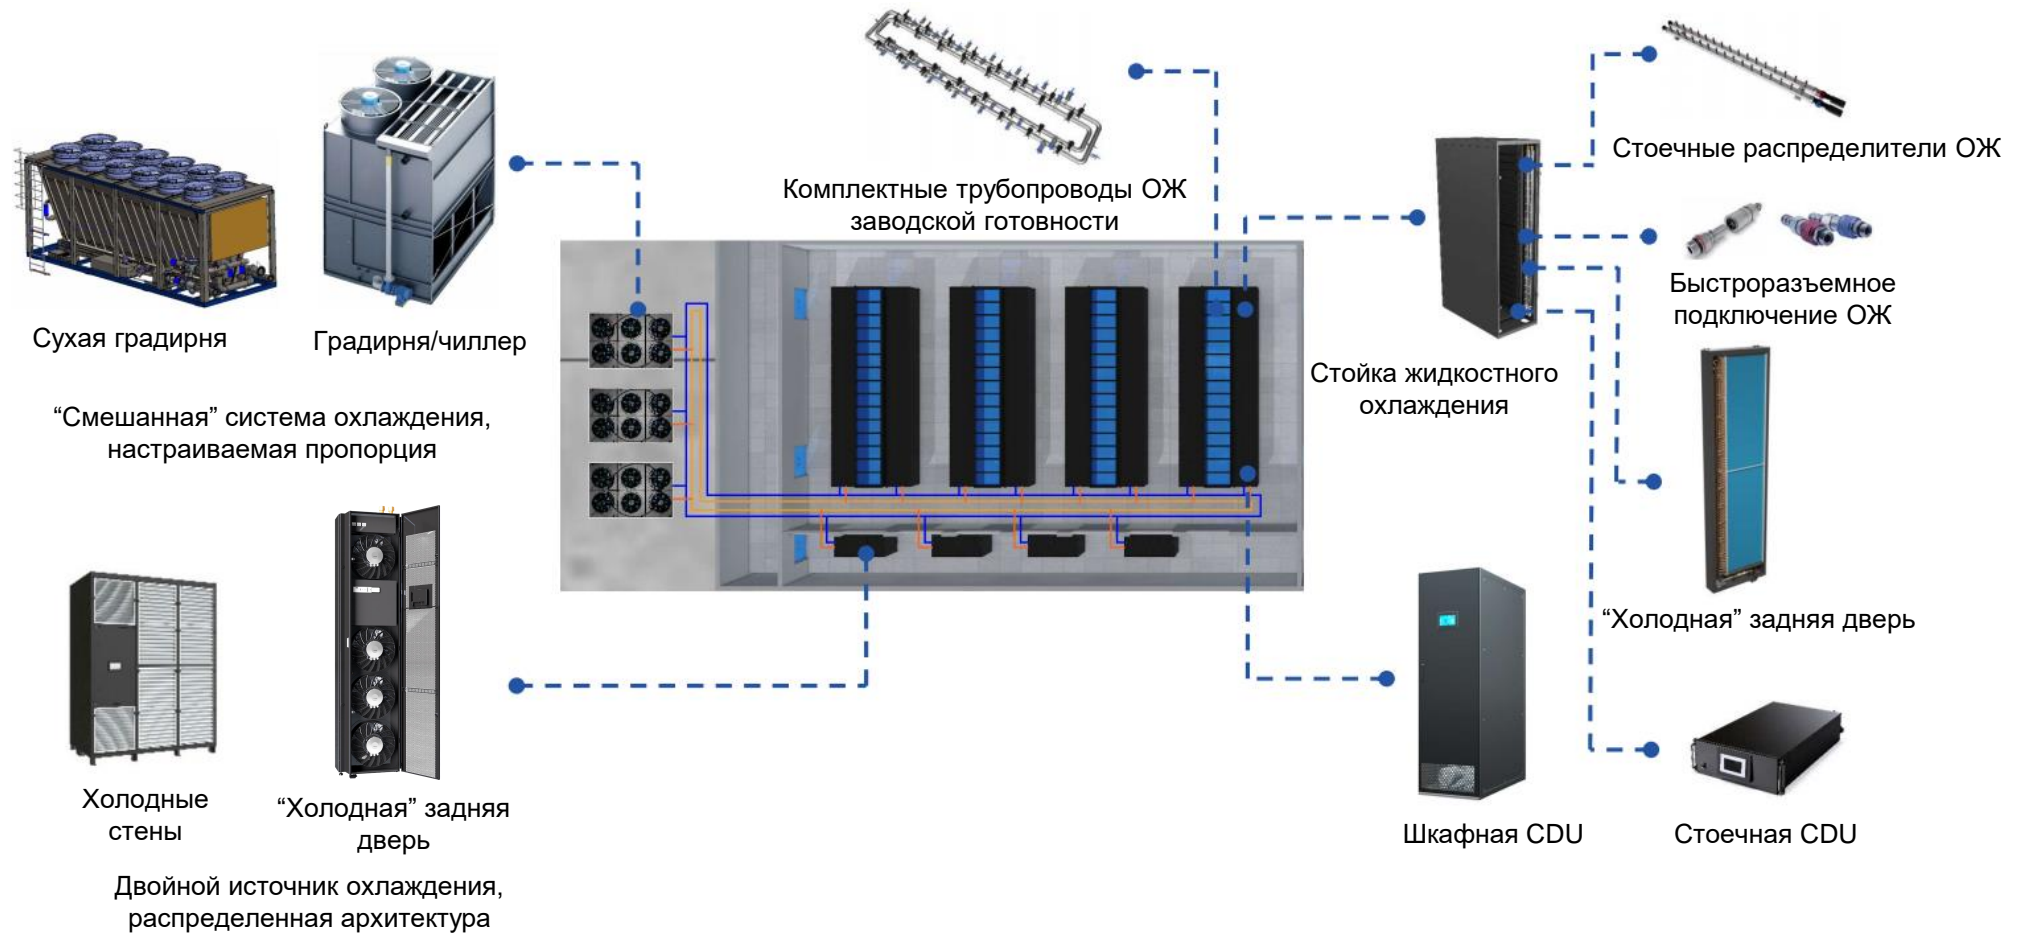 Комплектные трубопроводы ОЖ
заводской готовности
Стоечные распределители ОЖ
Быстроразъемное
подключение ОЖ
Сухая градирня
Градирня/чиллер
“Смешанная” система охлаждения,
настраиваемая пропорция
Стойка жидкостного
охлаждения
“Холодная” задняя дверь
Холодные
стены
“Холодная” задняя
дверь
Двойной источник охлаждения,
распределенная архитектура
Шкафная CDU
Стоечная CDU